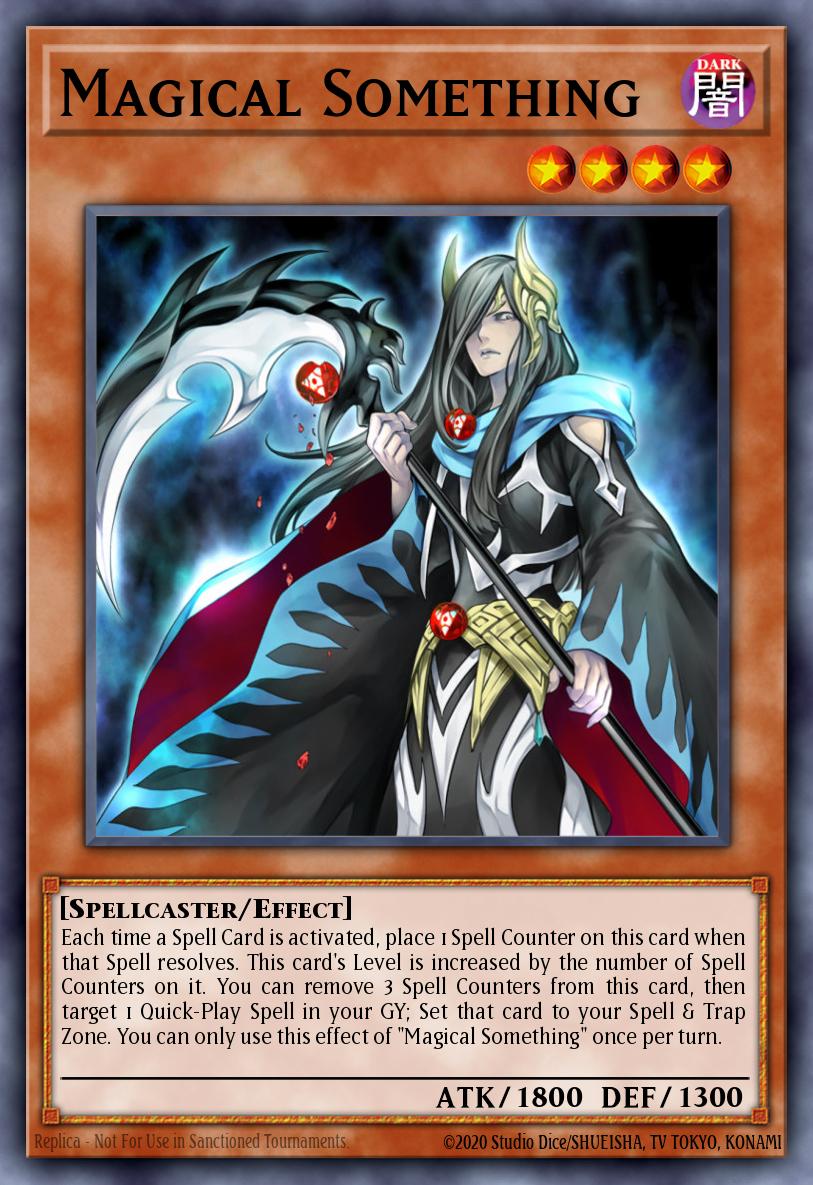 Magical Something
DARK
闇
[Spellcaster/Effect]
Each time a Spell Card is activated, place 1 Spell Counter on this card when
that Spell resolves. This card's Level is increased by the number of Spell
Counters on it. You can remove 3 Spell Counters from this card, then
target 1 Quick-Play Spell in your GY; Set that card to your Spell & Trap
Zone. You can only use this effect of "Magical Something" once per turn.
ATK/1800 DEF/1300
Replica - Not For Use in Sanctioned Tournaments.
©2020 Studio Dice/SHUEISHA, TV TOKYO, KONAMI